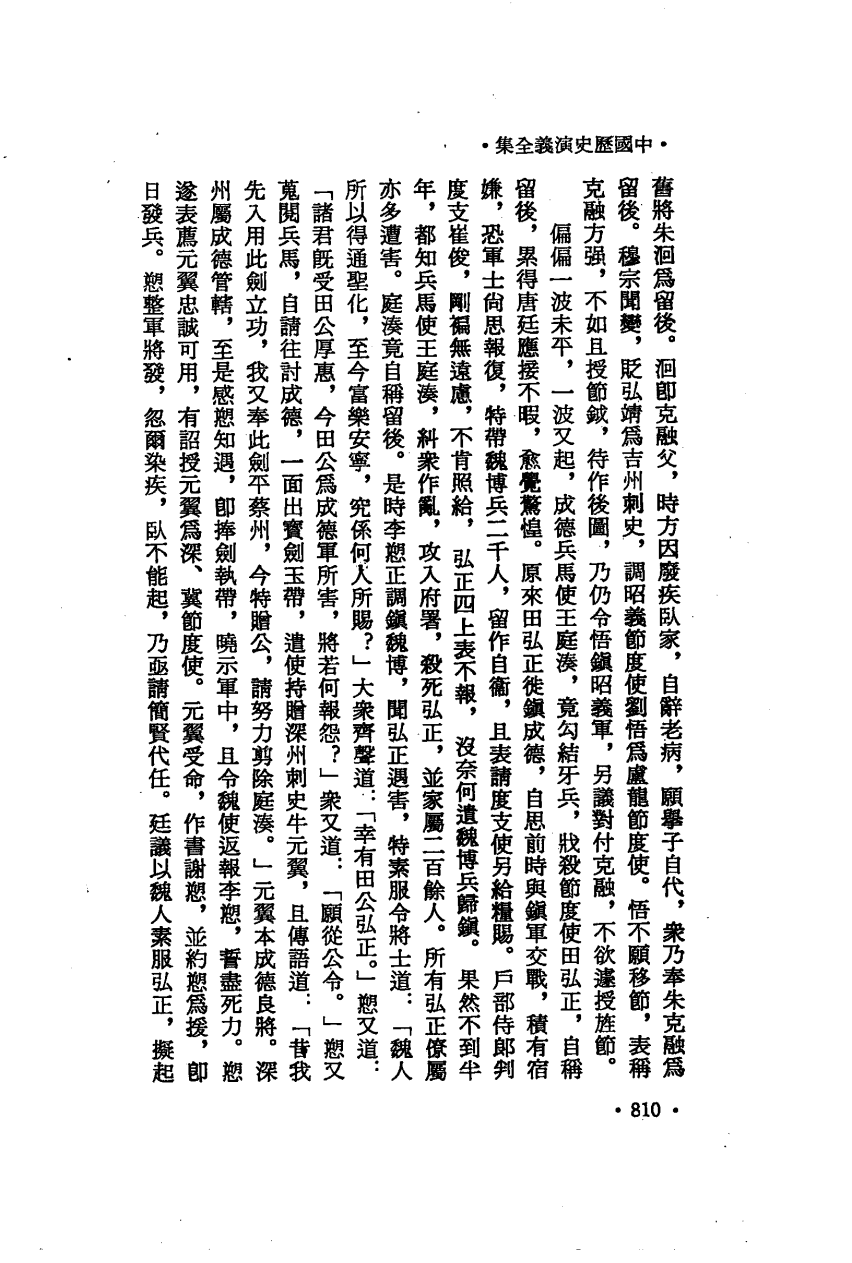 •中國歷史演義全集•
舊將朱洄爲留後。洄卽克融父，時方因廢疾臥家，自辭老病，願舉子自代，衆乃奉朱克融爲
留後。穆宗聞變，貶弘靖爲吉州刺史，調昭義節度使劉悟爲盧龍節度使。悟不願移節，表稱
克融方强，不如且授節鉞，待作後圖，乃仍令悟鎭昭義軍，另議對付克融，不欲遽授旌節。
偏偏一波未平，一波又起，成德兵馬使王庭湊，竟勾結牙兵，戕殺節度使田弘正，自稱
留後，累得唐廷應接不暇，愈覺驚惶。原來田弘正徙鎭成德，自思前時與鎭軍交戰，積有宿
嫌，恐軍士尙思報復，特帶魏博兵二千人，留作自衞，且表請度支使另給糧賜。戶部侍郞判
度支崔俊，剛褊無遠慮，不肯照給，弘正四上表不報，沒奈何遣魏博兵歸鎭。果然不到半
年，都知兵馬使王庭湊，糾衆作亂，攻入府署，殺死弘正，並家屬二百餘人。所有弘正僚屬
亦多遭害。庭湊竟自稱留後。是時李愬正調鎭魏博，聞弘正遇害，特素服令將士道：「魏人
所以得通聖化，至今富樂安寧，究係何人所賜？」大衆齊聲道：「幸有田公弘正。」愬又道：
「諸君旣受田公厚惠，今田公爲成德軍所害，將若何報怨？」衆又道：「願從公令。」愬又
蒐閱兵馬，自請往討成德，一面出寶劍玉帶，遣使持贈深州刺史牛元翼，且傳語道：「昔我
先人用此劍立功，我又奉此劍平蔡州，今特贈公，請努力剪除庭湊。」元翼本成德良將。深
州屬成德管轄，至是感愬知遇，卽捧劍執帶，曉示軍中，且令魏使返報李愬，誓盡死力。愬
遂表薦元翼忠誠可用，有詔授元翼爲深、冀節度使。元翼受命，作書謝愬，並約愬爲援，卽
日發兵。愬整軍將發，忽爾染疾，臥不能起，乃亟請簡賢代任。廷議以魏人素服弘正，擬起
•810•